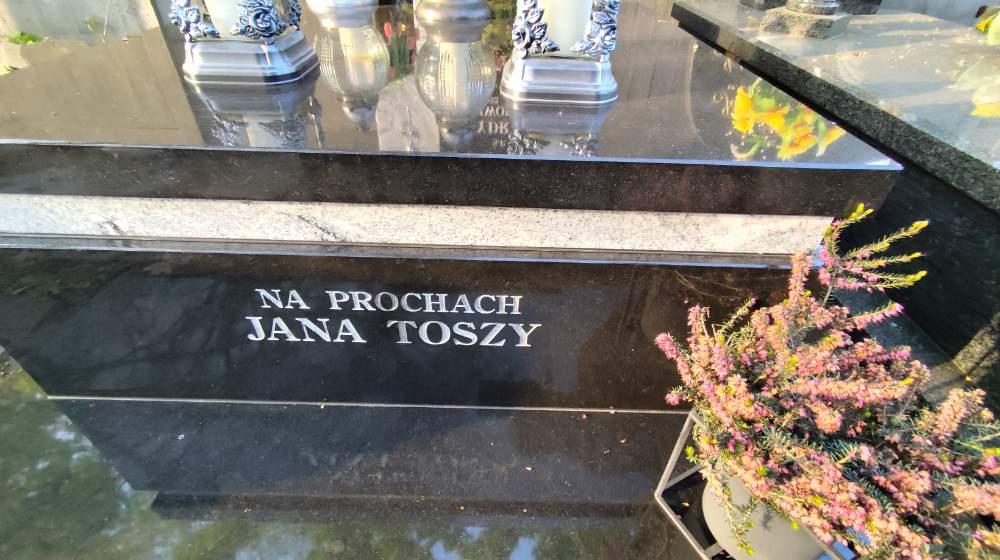 NA PROCHACH
JANA TOSZY